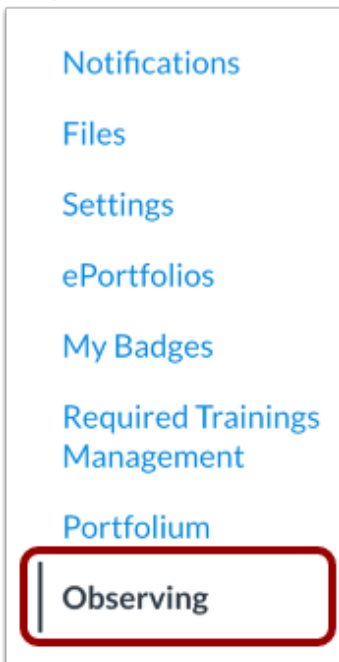 Notifications
Files
Settings
ePortfolios
My Badges
Required Trainings
Management
Portfolium
Observing